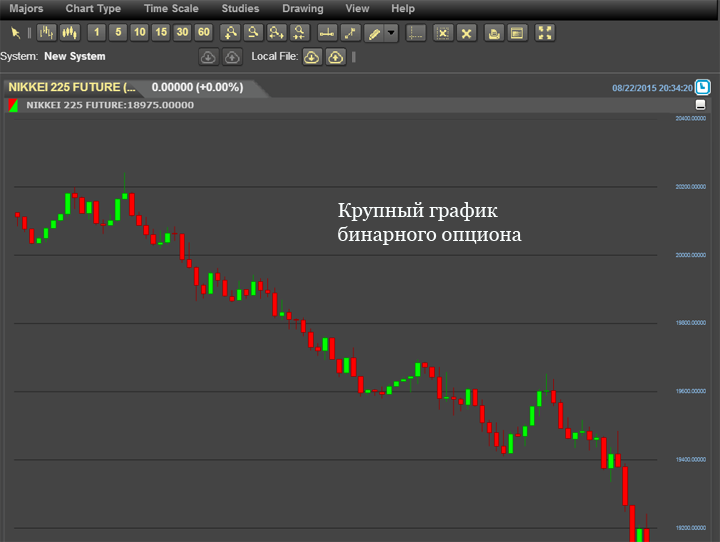 Majors Chart Type Time Scale Studies Drawing View Help
1 5 10 15 30 60
System: New System Local File:
NIKKEI 225 FUTURE (... 0.00000 (+0.00%) 08/22/2015 20:34:20
NIKKEI 225 FUTURE:18975.00000
20400.00000
20200.00000
Крупный график
бинарного опциона
20000.00000
19800.00000
19600.00000
19400.00000
19200.00000